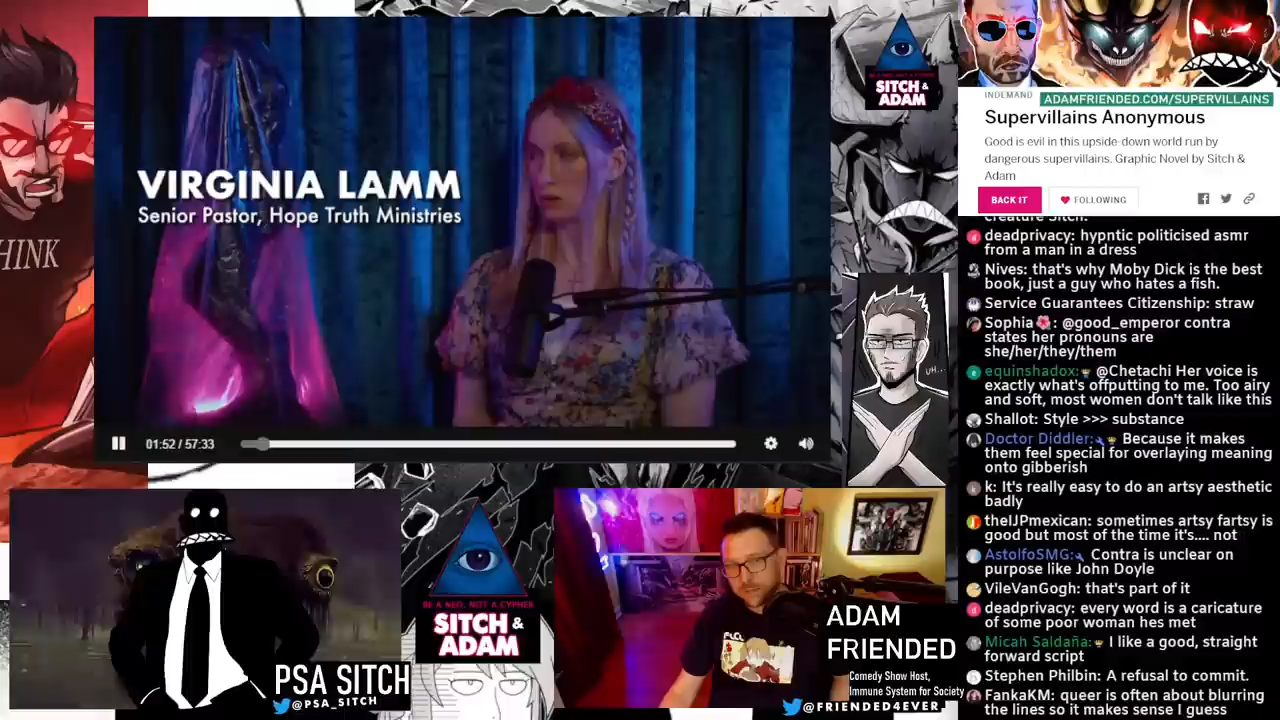 HINK
VIRGINIA LAMM
Senior Pastor, Hope Truth Ministries
01:52 / 57:33
BE A NEO, NOT A CYPHER
SITCH &
ADAM
UH...
PSA SITCH
@PSA_SITCH
BE A NEO, NOT A CYPHER
SITCH &
ADAM
ADAM
FRIENDED
Comedy Show Host,
Immune System for Society
@FRIENDED4EVER
INDEMAND
ADAMFRIENDED.COM/SUPERVILLAINS
Supervillains Anonymous
Good is evil in this upside-down world run by
dangerous supervillains. Graphic Novel by Sitch &
Adam
BACK IT
FOLLOWING
creature Sitch.
deadprivacy: hypntic politicised asmr
from a man in a dress
Nives: that's why Moby Dick is the best
book, just a guy who hates a fish.
Service Guarantees Citizenship: straw
Sophia🌺: @good_emperor contra
states her pronouns are
she/her/they/them
equinshadox: @Chetachi Her voice is
exactly what's offputting to me. Too airy
and soft, most women don't talk like this
Shallot: Style >>> substance
Doctor Diddler: Because it makes
them feel special for overlaying meaning
onto gibberish
k: It's really easy to do an artsy aesthetic
badly
theIJPmexican: sometimes artsy fartsy is
good but most of the time it's.... not
AstolfoSMG: Contra is unclear on
purpose like John Doyle
VileVanGogh: that's part of it
deadprivacy: every word is a caricature
of some poor woman hes met
Micah Saldaña: I like a good, straight
forward script
Stephen Philbin: A refusal to commit.
FankaKM: queer is often about blurring
the lines so it makes sense I guess